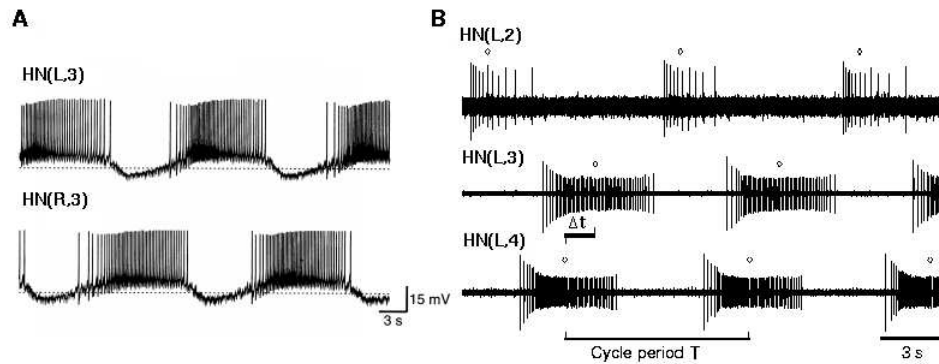 A
HN(L,3)
HN(R,3)
15 mV
3 s
B
HN(L,2)
HN(L,3)
Δt
HN(L,4)
Cycle period T
3 s